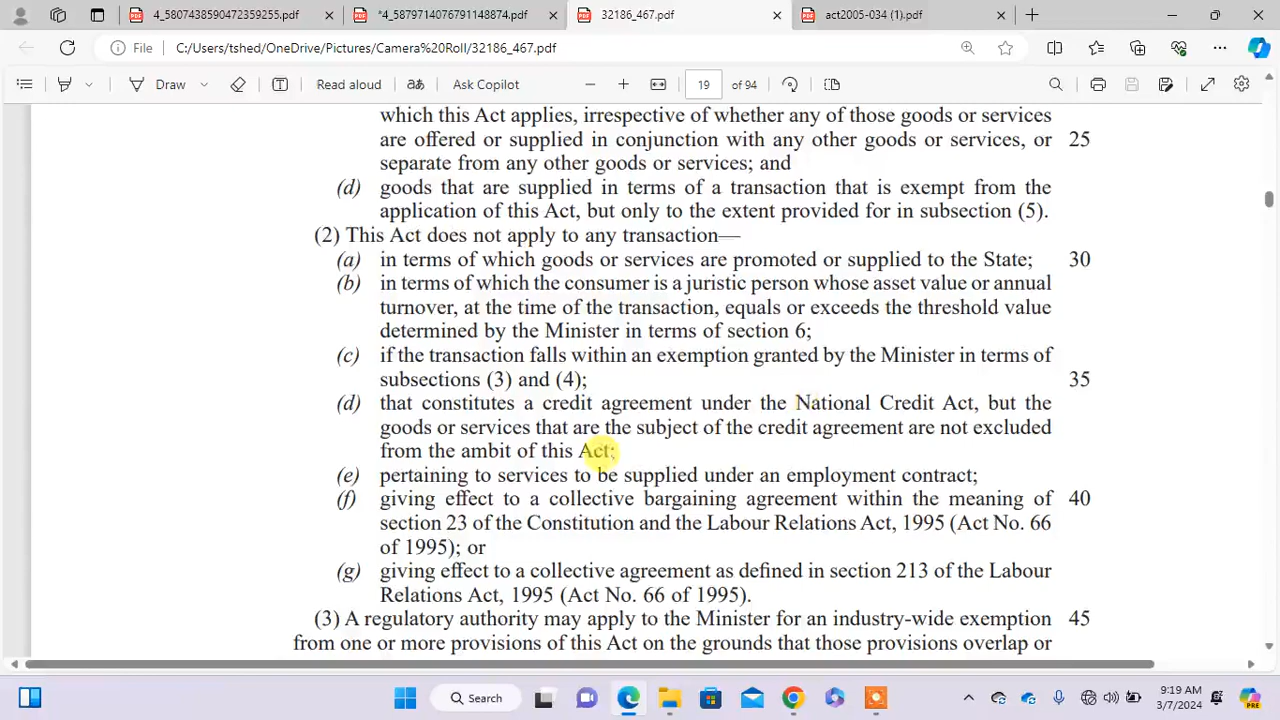 4_5807438590472359255.pdf
*4_5879714076791148874.pdf
32186_467.pdf
act2005-034 (1).pdf
File C:/Users/tshed/OneDrive/Pictures/Camera%20Roll/32186_467.pdf
Draw Read aloud aあ Ask Copilot 19 of 94
which this Act applies, irrespective of whether any of those goods or services
are offered or supplied in conjunction with any other goods or services, or 25
separate from any other goods or services; and
(d) goods that are supplied in terms of a transaction that is exempt from the
application of this Act, but only to the extent provided for in subsection (5).
(2) This Act does not apply to any transaction—
(a) in terms of which goods or services are promoted or supplied to the State; 30
(b) in terms of which the consumer is a juristic person whose asset value or annual
turnover, at the time of the transaction, equals or exceeds the threshold value
determined by the Minister in terms of section 6;
(c) if the transaction falls within an exemption granted by the Minister in terms of
subsections (3) and (4); 35
(d) that constitutes a credit agreement under the National Credit Act, but the
goods or services that are the subject of the credit agreement are not excluded
from the ambit of this Act;
(e) pertaining to services to be supplied under an employment contract;
(f) giving effect to a collective bargaining agreement within the meaning of 40
section 23 of the Constitution and the Labour Relations Act, 1995 (Act No. 66
of 1995); or
(g) giving effect to a collective agreement as defined in section 213 of the Labour
Relations Act, 1995 (Act No. 66 of 1995).
(3) A regulatory authority may apply to the Minister for an industry-wide exemption 45
from one or more provisions of this Act on the grounds that those provisions overlap or
Search
9:19 AM
3/7/2024
PRE